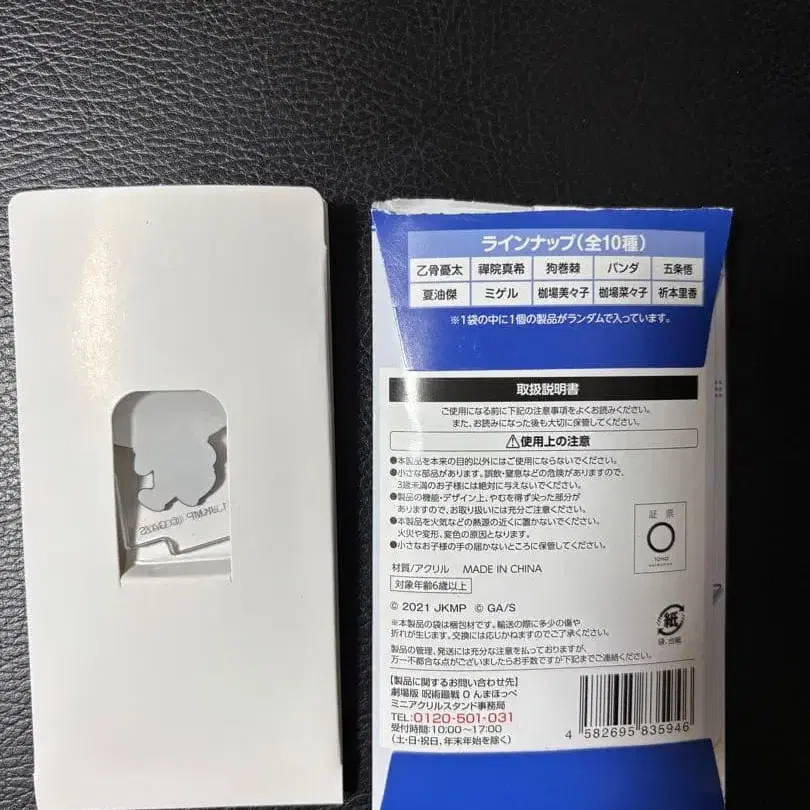 ラインナップ(全10種)
乙骨憂太 禪院真希 狗巻棘 パンダ 五条悟
夏油傑 ミゲル 枷場美々子 枷場菜々子 祈本里香
※1袋の中に1個の製品がランダムで入っています。
取扱説明書
ご使用になる前に下記の注意事項をよくお読みください。
また、お読みになった後も大切に保管してください。
⚠使用上の注意
●本製品を本来の目的以外にはご使用にならないでください。
●小さな部品があります。誤飲・窒息などの危険がありますので、
3歳未満のお子様には絶対に与えないでください。
●製品の機能・デザイン上、やむを得ず尖った部分が
ありますので、お取り扱いには充分ご注意ください。
●本製品を火気などの熱源の近くに置かないでください。
火災や変形、変色の原因となります。
●小さなお子様の手の届かないところに保管してください。
証票
TOHO
材質/アクリル MADE IN CHINA
対象年齢6歳以上
© 2021 JKMP © GA/S
紙
袋、台紙
※本製品の袋は梱包材です。輸送の際に多少の傷や
折れが生じます。交換には応じかねますのでご了承ください。
製品の管理、発送には充分な注意を払っておりますが、
万一不都合な点がございましたらお手数ですが下記までご連絡ください。
【製品に関するお問い合わせ先】
劇場版 呪術廻戦 0 んまほっぺ
ミニアクリルスタンド事務局
TEL:0120-501-031
受付時間:10:00〜17:00
(土・日・祝日、年末年始を除く)
4 582695 835946